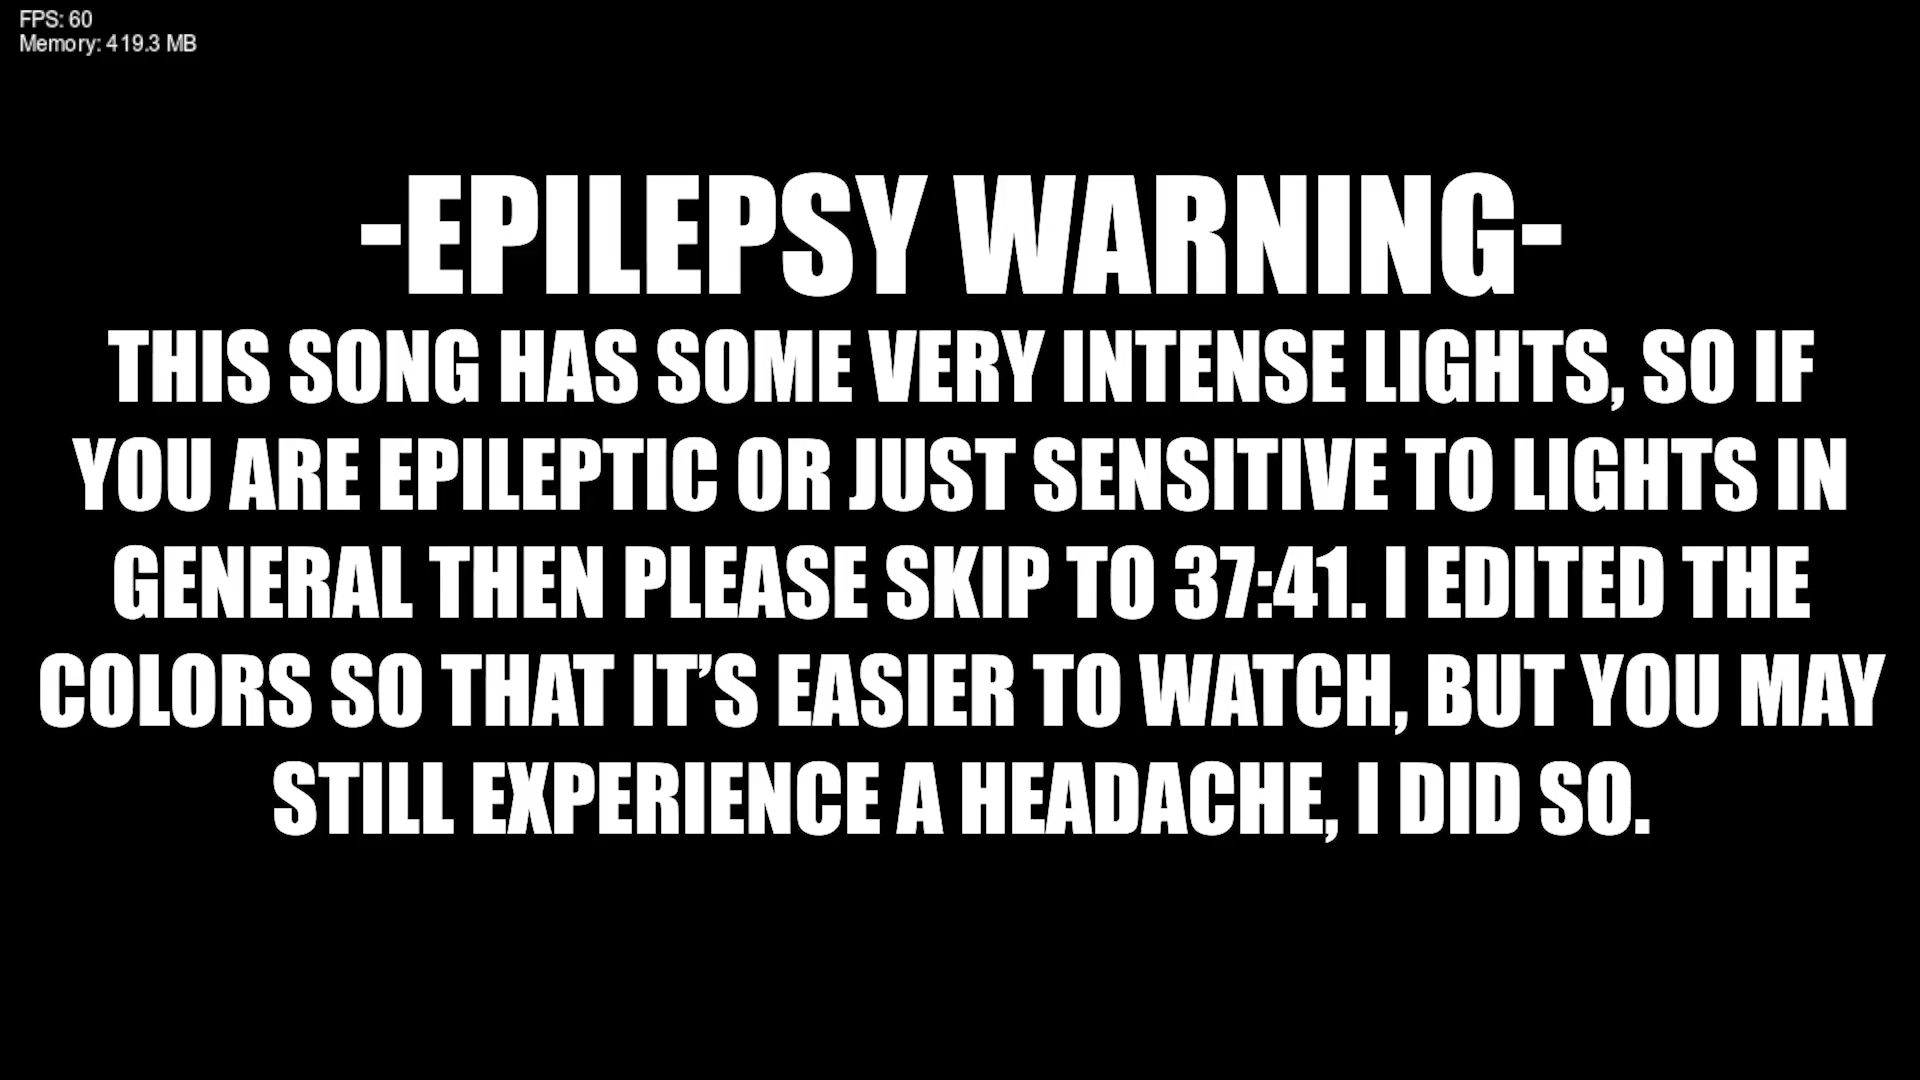 FPS: 60
Memory: 419.3 MB
-EPILEPSY WARNING-
THIS SONG HAS SOME VERY INTENSE LIGHTS, SO IF
YOU ARE EPILEPTIC OR JUST SENSITIVE TO LIGHTS IN
GENERAL THEN PLEASE SKIP TO 37:41. I EDITED THE
COLORS SO THAT IT’S EASIER TO WATCH, BUT YOU MAY
STILL EXPERIENCE A HEADACHE, I DID SO.